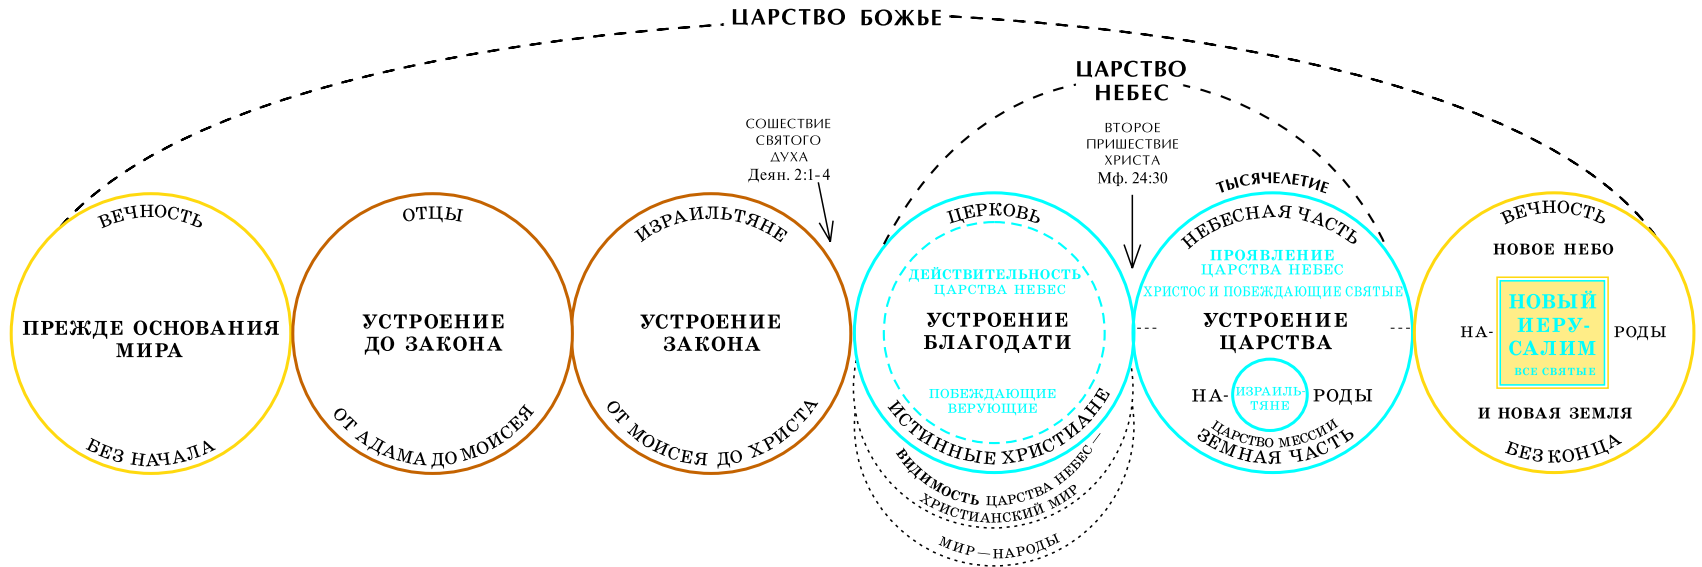 ЦАРСТВО БОЖЬЕ
ЦАРСТВО
НЕБЕС
СОШЕСТВИЕ
СВЯТОГО
ДУХА
Деян. 2:1-4
ВТОРОЕ
ПРИШЕСТВИЕ
ХРИСТА
Мф. 24:30
ВЕЧНОСТЬ
ПРЕЖДЕ ОСНОВАНИЯ
МИРА
БЕЗ НАЧАЛА
ОТЦЫ
УСТРОЕНИЕ
ДО ЗАКОНА
ОТ АДАМА ДО МОИСЕЯ
ИЗРАИЛЬТЯНЕ
УСТРОЕНИЕ
ЗАКОНА
ОТ МОИСЕЯ ДО ХРИСТА
ЦЕРКОВЬ
ДЕЙСТВИТЕЛЬНОСТЬ
ЦАРСТВА НЕБЕС
УСТРОЕНИЕ
БЛАГОДАТИ
ПОБЕЖДАЮЩИЕ
ВЕРУЮЩИЕ
ИСТИННЫЕ ХРИСТИАНЕ
ВИДИМОСТЬ ЦАРСТВА НЕБЕС—
ХРИСТИАНСКИЙ МИР
МИР—НАРОДЫ
ТЫСЯЧЕЛЕТИЕ
НЕБЕСНАЯ ЧАСТЬ
ПРОЯВЛЕНИЕ
ЦАРСТВА НЕБЕС
ХРИСТОС И ПОБЕЖДАЮЩИЕ СВЯТЫЕ
УСТРОЕНИЕ
ЦАРСТВА
НА- РОДЫ
ИЗРАИЛЬ-
ТЯНЕ
ЦАРСТВО МЕССИИ
ЗЕМНАЯ ЧАСТЬ
ВЕЧНОСТЬ
НОВОЕ НЕБО
НА- РОДЫ
НОВЫЙ
ИЕРУ-
САЛИМ
ВСЕ СВЯТЫЕ
И НОВАЯ ЗЕМЛЯ
БЕЗ КОНЦА